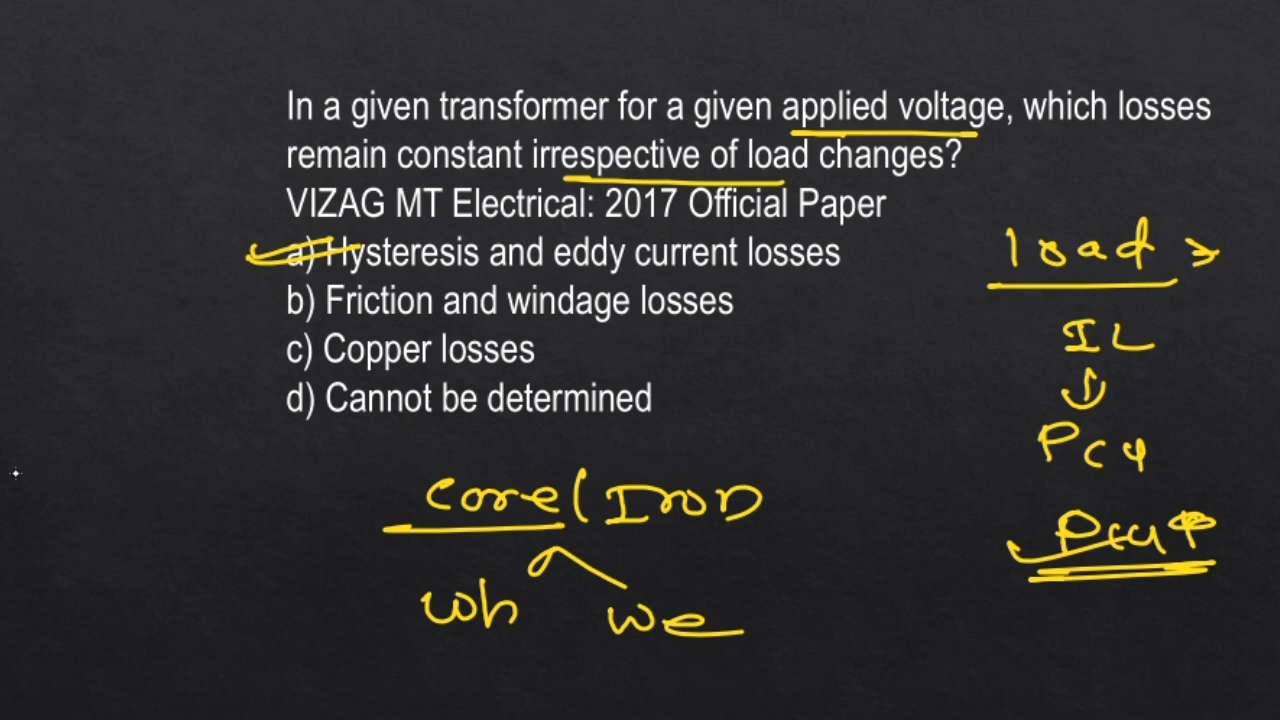 In a given transformer for a given applied voltage, which losses
remain constant irrespective of load changes?
VIZAG MT Electrical: 2017 Official Paper
a) Hysteresis and eddy current losses
b) Friction and windage losses
c) Copper losses
d) Cannot be determined
load
IL
↓
Pcu
Pcu↑
core(Iron
Wh We